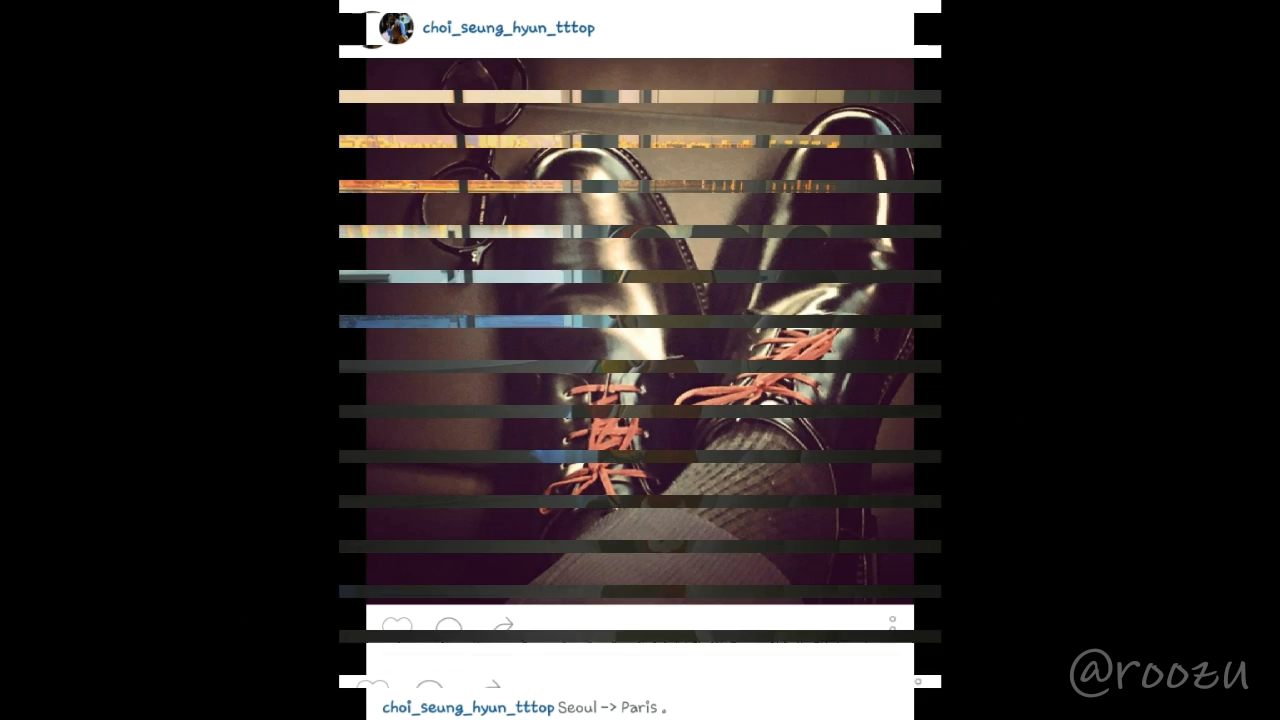 choi_seung_hyun_tttop
choi_seung_hyun_tttop Seoul -> Paris 。
@roozu